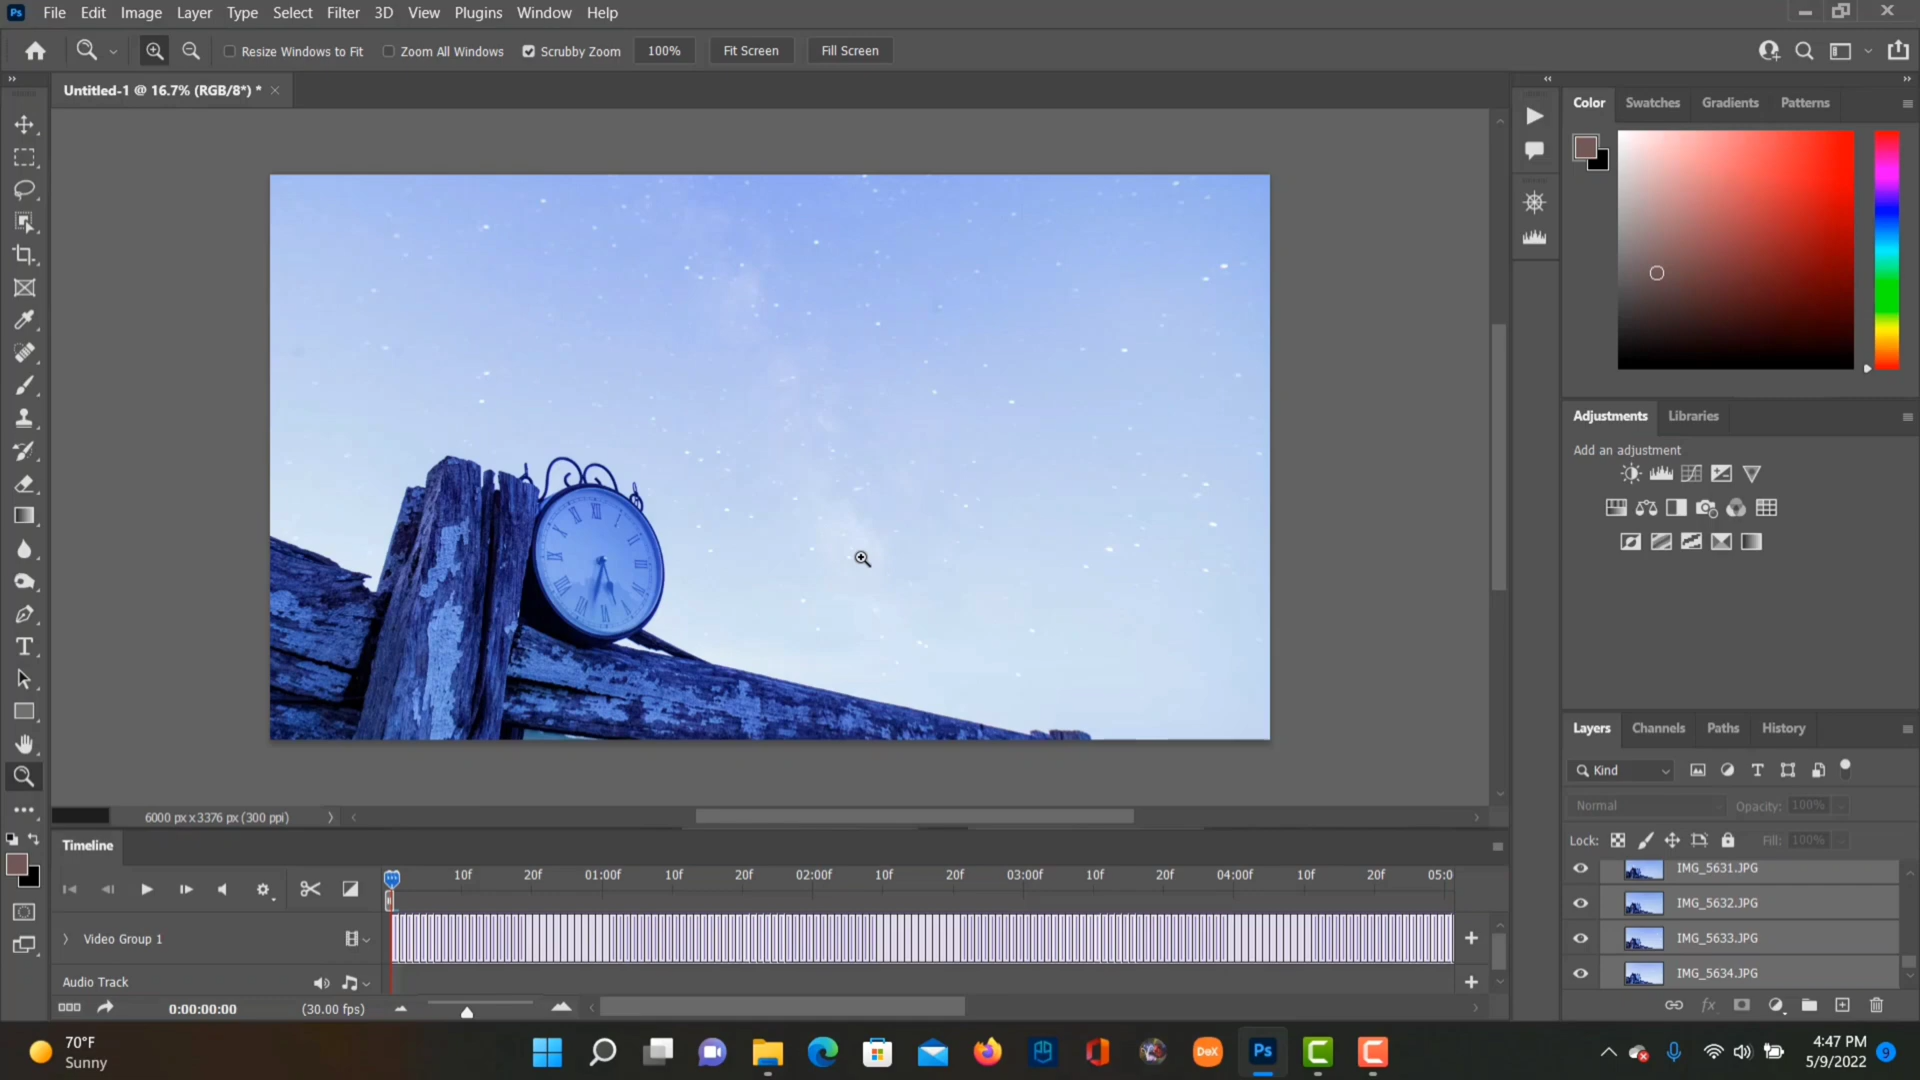 Ps File Edit Image Layer Type Select Filter 3D View Plugins Window Help
Resize Windows to Fit Zoom All Windows Scrubby Zoom 100% Fit Screen Fill Screen
Untitled-1 @ 16.7% (RGB/8*) *
Color Swatches Gradients Patterns
Adjustments Libraries
Add an adjustment
Layers Channels Paths History
Kind
Normal Opacity: 100%
Lock: Fill: 100%
IMG_5631.JPG
IMG_5632.JPG
IMG_5633.JPG
IMG_5634.JPG
6000 px x 3376 px (300 ppi)
Timeline
10f 20f 01:00f 10f 20f 02:00f 10f 20f 03:00f 10f 20f 04:00f 10f 20f 05:0
Video Group 1
Audio Track
0:00:00:00 (30.00 fps)
70°F
Sunny
DeX Ps
4:47 PM
5/9/2022 9